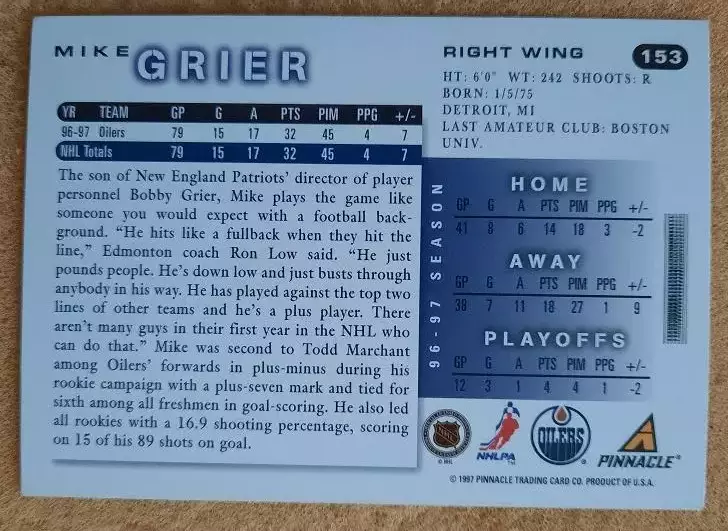 MIKE GRIER
RIGHT WING 153
HT: 6'0" WT: 242 SHOOTS: R
BORN: 1/5/75
DETROIT, MI
LAST AMATEUR CLUB: BOSTON
UNIV.
YR TEAM GP G A PTS PIM PPG +/-
96-97 Oilers 79 15 17 32 45 4 7
NHL Totals 79 15 17 32 45 4 7
The son of New England Patriots' director of player
personnel Bobby Grier, Mike plays the game like
someone you would expect with a football back-
ground. "He hits like a fullback when they hit the
line," Edmonton coach Ron Low said. "He just
pounds people. He's down low and just busts through
anybody in his way. He has played against the top two
lines of other teams and he's a plus player. There
aren't many guys in their first year in the NHL who
can do that." Mike was second to Todd Marchant
among Oilers' forwards in plus-minus during his
rookie campaign with a plus-seven mark and tied for
sixth among all freshmen in goal-scoring. He also led
all rookies with a 16.9 shooting percentage, scoring
on 15 of his 89 shots on goal.
96-97 SEASON
HOME
GP G A PTS PIM PPG +/-
41 8 6 14 18 3 -2
AWAY
GP G A PTS PIM PPG +/-
38 7 11 18 27 1 9
PLAYOFFS
GP G A PTS PIM PPG +/-
12 3 1 4 4 1 -2
NHL
© NHL
NHLPA
OILERS
PINNACLE
© 1997 PINNACLE TRADING CARD CO. PRODUCT OF U.S.A.